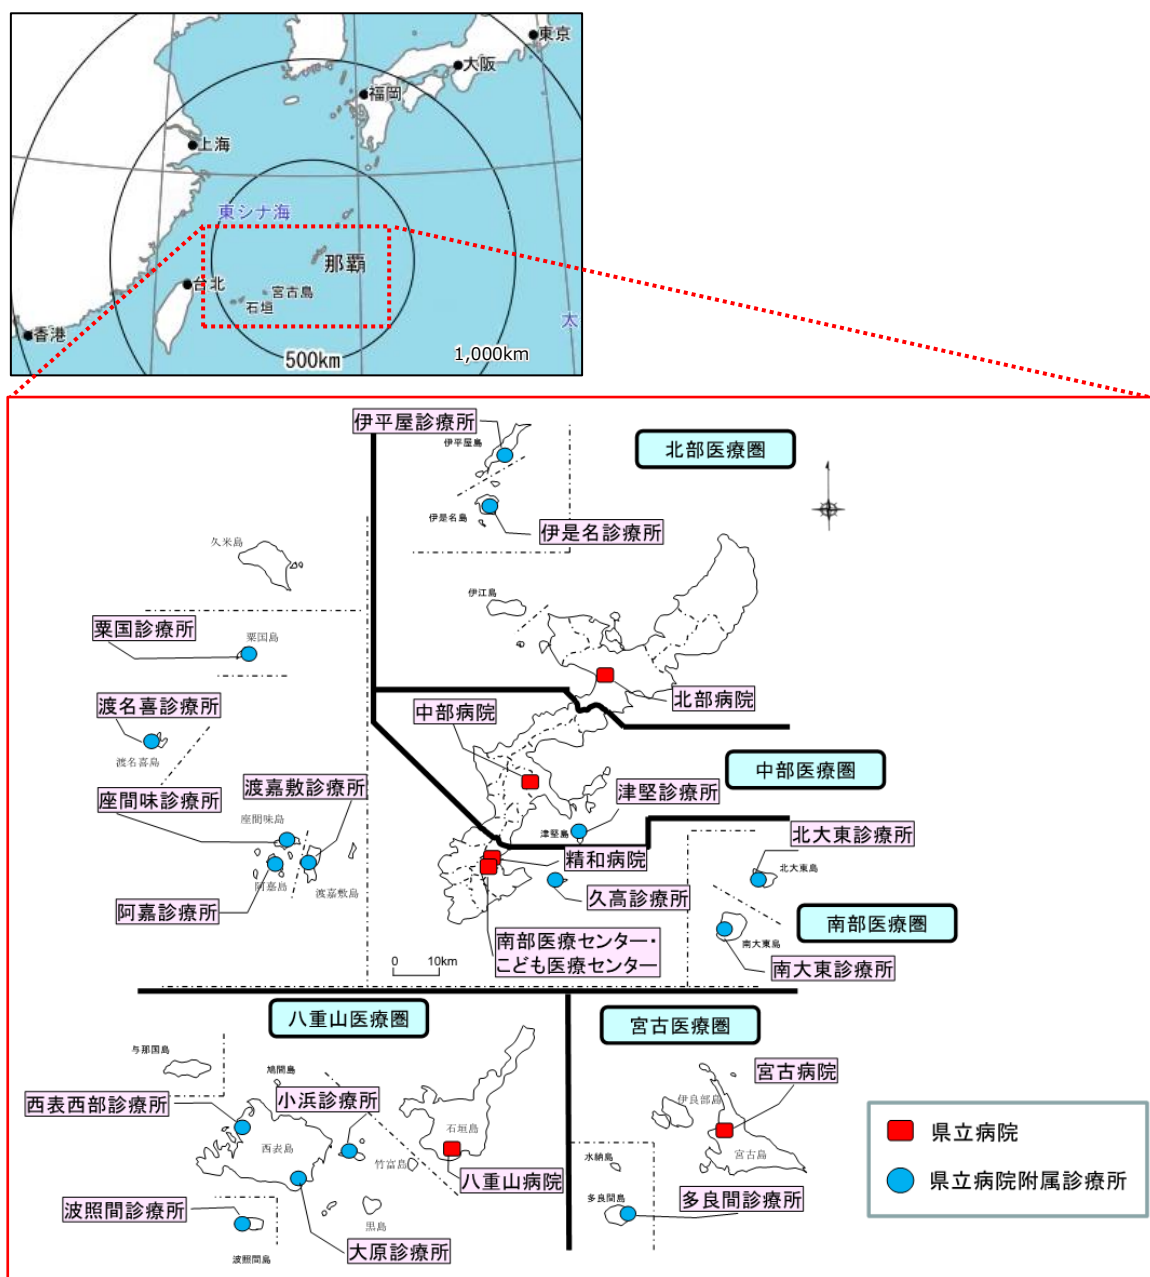 東京
大阪
福岡
上海
東シナ海
那覇
台北
宮古島
石垣
太
香港
500km
1,000km
伊平屋診療所
伊平屋島
北部医療圏
伊是名島
伊是名診療所
久米島
伊江島
粟国診療所
粟国島
北部病院
渡名喜診療所
中部病院
渡名喜島
中部医療圏
座間味診療所
渡嘉敷診療所
津堅診療所
座間味島
津堅島
北大東診療所
精和病院
北大東島
阿嘉島
渡嘉敷島
久高診療所
阿嘉診療所
南部医療圏
南部医療センター・
こども医療センター
南大東島
南大東診療所
0 10km
八重山医療圏
宮古医療圏
与那国島
鳩間島
宮古病院
西表西部診療所
小浜診療所
伊良部島
石垣島
県立病院
西表島
竹富島
水納島
宮古島
八重山病院
県立病院附属診療所
波照間診療所
黒島
多良間島
多良間診療所
大原診療所
波照間島